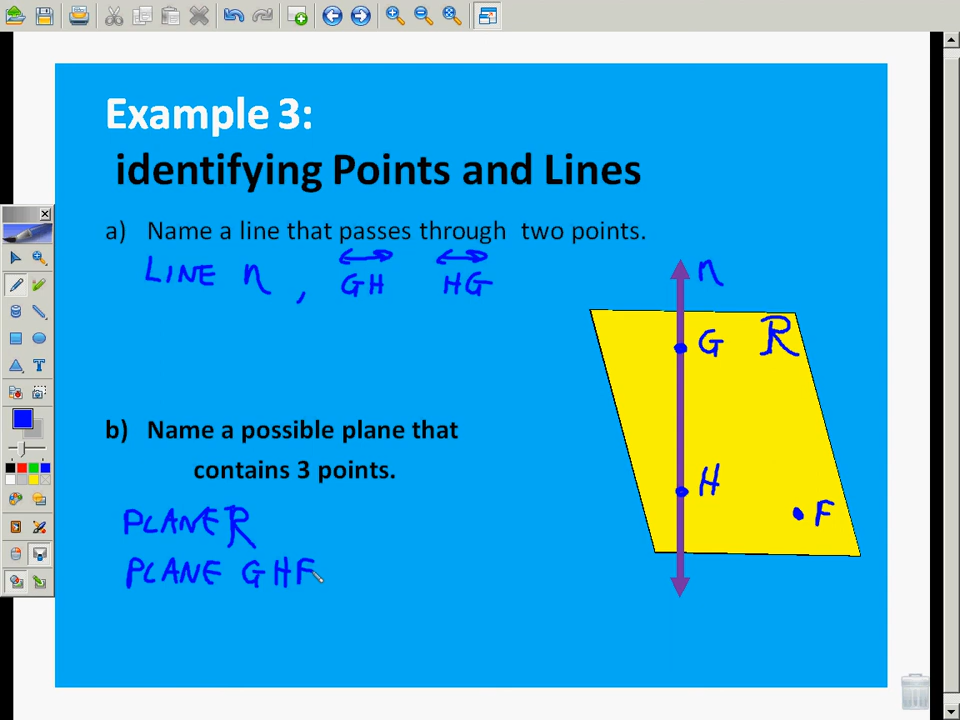 Example 3:
identifying Points and Lines
a) Name a line that passes through two points.
LINE n, GH HG
n
G R
b) Name a possible plane that
contains 3 points.
H
F
PLANE R
PLANE GHF
T